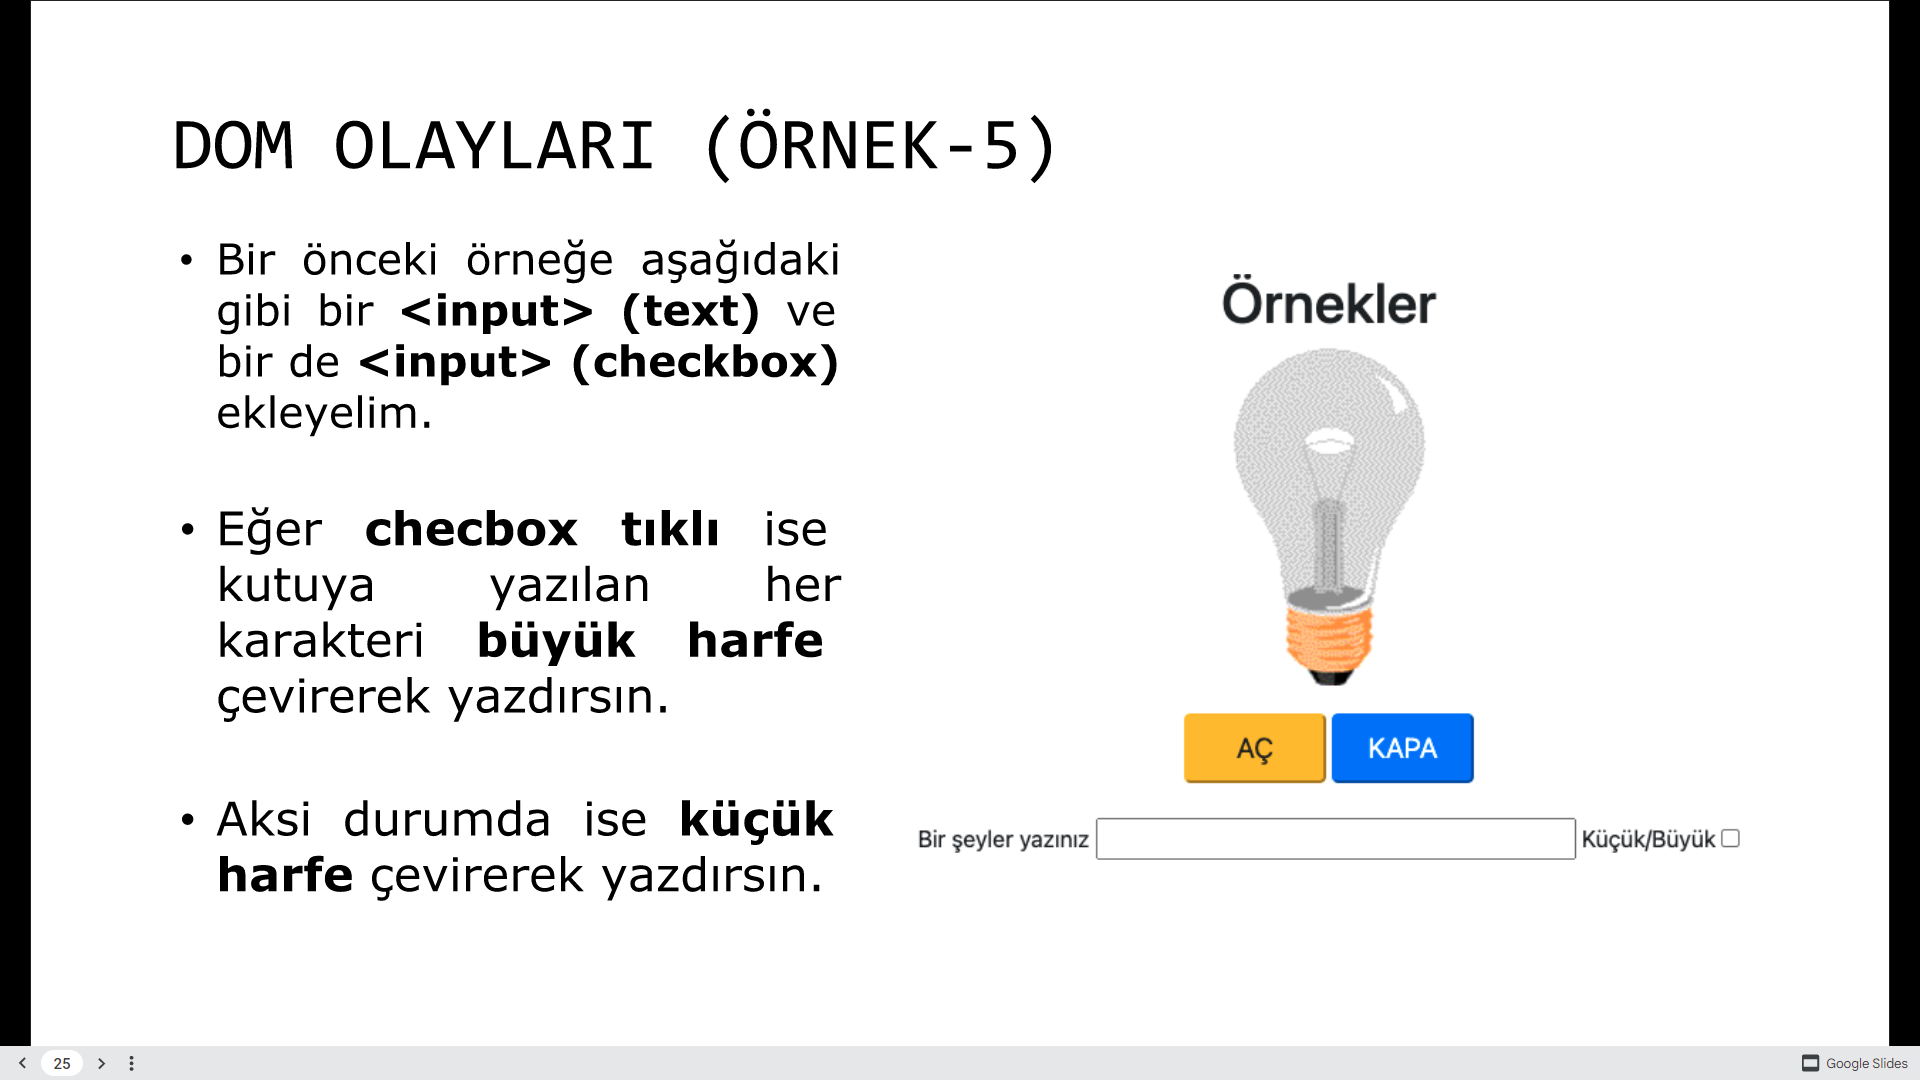 DOM OLAYLARI (ÖRNEK-5)
• Bir önceki örneğe aşağıdaki
gibi bir <input> (text) ve
bir de <input> (checkbox)
ekleyelim.
• Eğer checbox tıklı ise
kutuya yazılan her
karakteri büyük harfe
çevirerek yazdırsın.
• Aksi durumda ise küçük
harfe çevirerek yazdırsın.
Örnekler
AÇ KAPA
Bir şeyler yazınız Küçük/Büyük
25 Google Slides